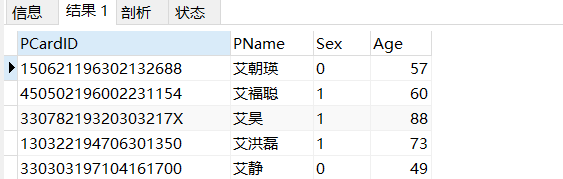 信息 结果 1 剖析 状态
PCardID PName Sex Age
150621196302132688 艾朝瑛 0 57
450502196002231154 艾福聪 1 60
33078219320303217X 艾昊 1 88
130322194706301350 艾洪磊 1 73
330303197104161700 艾静 0 49